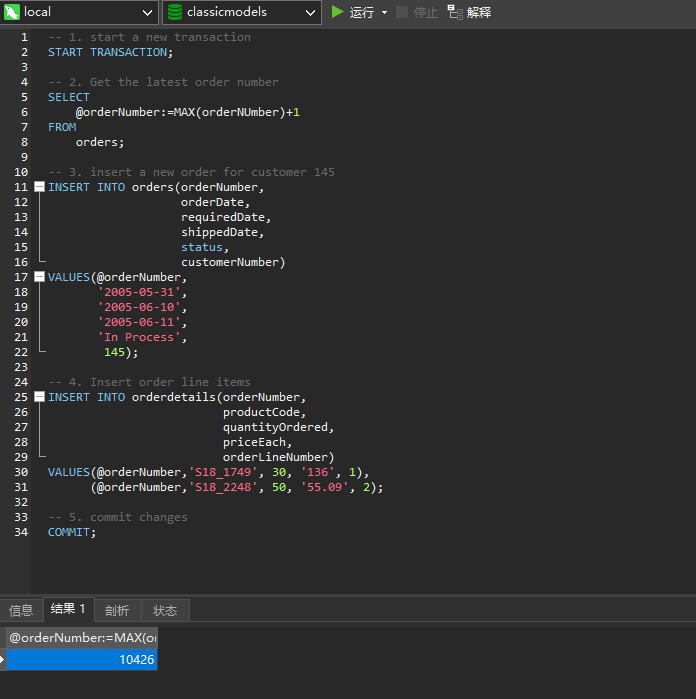 local classicmodels 运行 停止 解释
1 -- 1. start a new transaction
2 START TRANSACTION;
3
4 -- 2. Get the latest order number
5 SELECT
6 @orderNumber:=MAX(orderNUmber)+1
7 FROM
8 orders;
9
10 -- 3. insert a new order for customer 145
11 INSERT INTO orders(orderNumber,
12 orderDate,
13 requiredDate,
14 shippedDate,
15 status,
16 customerNumber)
17 VALUES(@orderNumber,
18 '2005-05-31',
19 '2005-06-10',
20 '2005-06-11',
21 'In Process',
22 145);
23
24 -- 4. Insert order line items
25 INSERT INTO orderdetails(orderNumber,
26 productCode,
27 quantityOrdered,
28 priceEach,
29 orderLineNumber)
30 VALUES(@orderNumber,'S18_1749', 30, '136', 1),
31 (@orderNumber,'S18_2248', 50, '55.09', 2);
32
33 -- 5. commit changes
34 COMMIT;
信息 结果 1 剖析 状态
@orderNumber:=MAX(or
10426